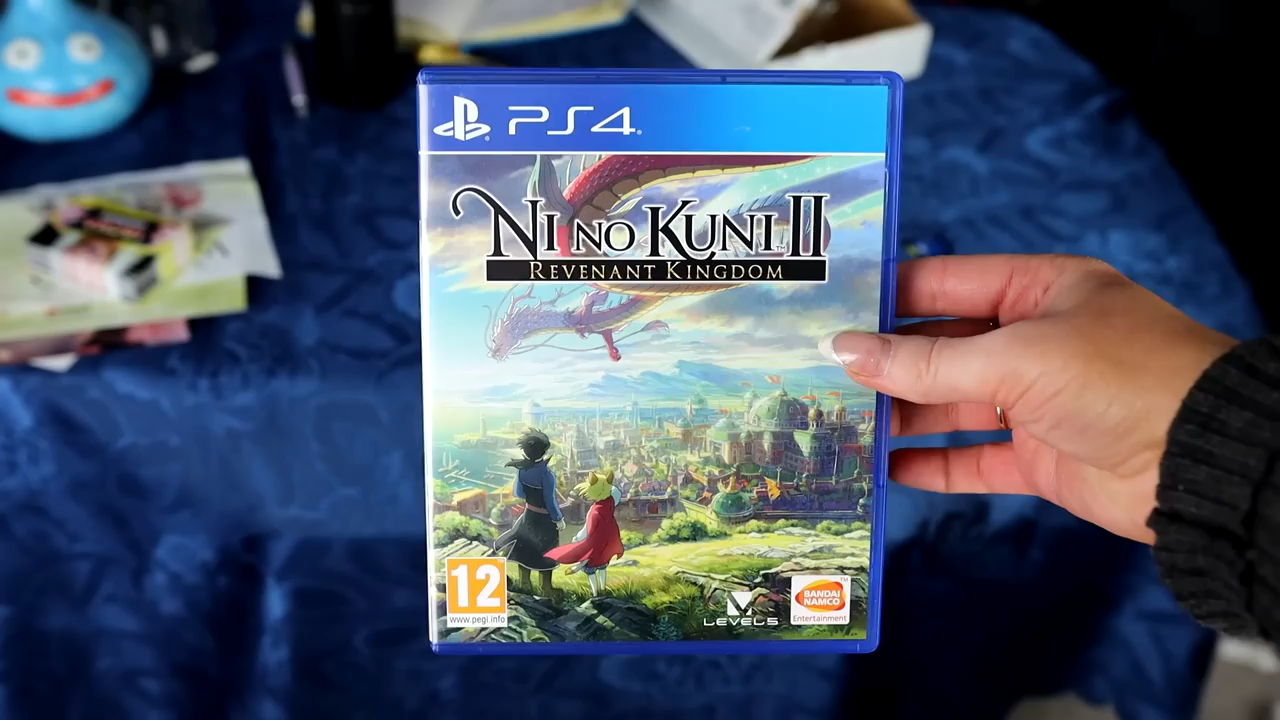 PS4
NI NO KUNI II
REVENANT KINGDOM
12
www.pegi.info
LEVEL5
BANDAI
NAMCO
Entertainment